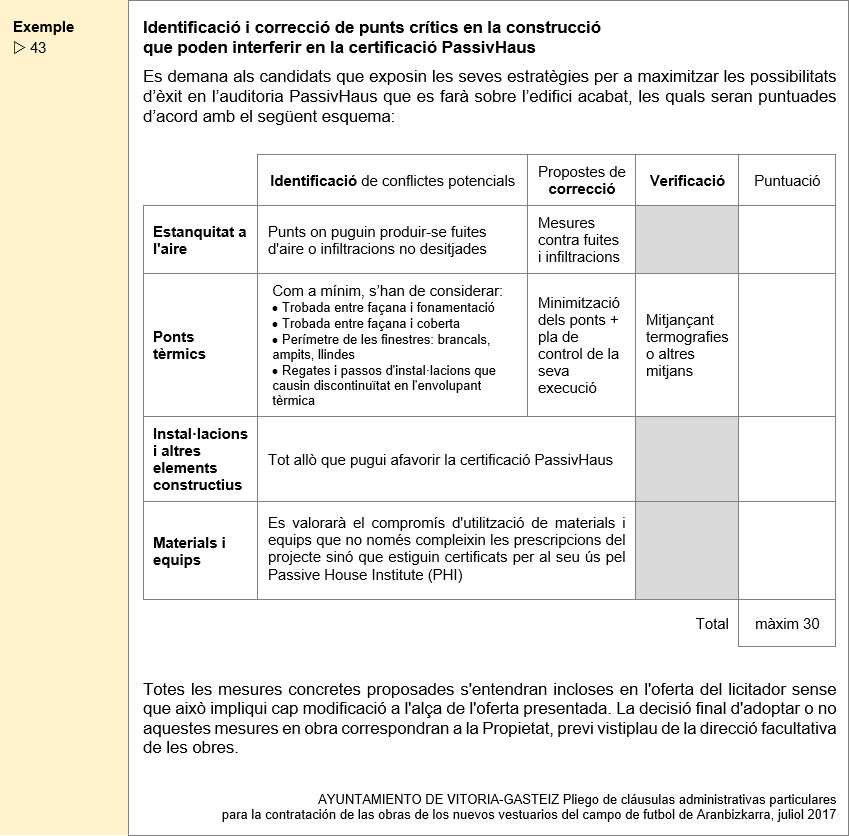 Exemple
▷ 43
Identificació i correcció de punts crítics en la construcció
que poden interferir en la certificació PassivHaus
Es demana als candidats que exposin les seves estratègies per a maximitzar les possibilitats
d'èxit en l'auditoria PassivHaus que es farà sobre l'edifici acabat, les quals seran puntuades
d'acord amb el següent esquema:
Identificació de conflictes potencials
Propostes de
correcció
Verificació
Puntuació
Estanquitat a
l'aire
Punts on puguin produir-se fuites
d'aire o infiltracions no desitjades
Mesures
contra fuites
i infiltracions
Ponts
tèrmics
Com a mínim, s'han de considerar:
• Trobada entre façana i fonamentació
• Trobada entre façana i coberta
• Perímetre de les finestres: brancals,
ampits, llindes
• Regates i passos d'instal·lacions que
causin discontinuïtat en l'envolupant
tèrmica
Minimització
dels ponts +
pla de
control de la
seva
execució
Mitjançant
termografies
o altres
mitjans
Instal·lacions
i altres
elements
constructius
Tot allò que pugui afavorir la certificació PassivHaus
Materials i
equips
Es valorarà el compromís d'utilització de materials i
equips que no només compleixin les prescripcions del
projecte sinó que estiguin certificats per al seu ús pel
Passive House Institute (PHI)
Total
màxim 30
Totes les mesures concretes proposades s'entendran incloses en l'oferta del licitador sense
que això impliqui cap modificació a l'alça de l'oferta presentada. La decisió final d'adoptar o no
aquestes mesures en obra correspondran a la Propietat, previ vistiplau de la direcció facultativa
de les obres.
AYUNTAMIENTO DE VITORIA-GASTEIZ Pliego de cláusulas administrativas particulares
para la contratación de las obras de los nuevos vestuarios del campo de futbol de Aranbizkarra, juliol 2017